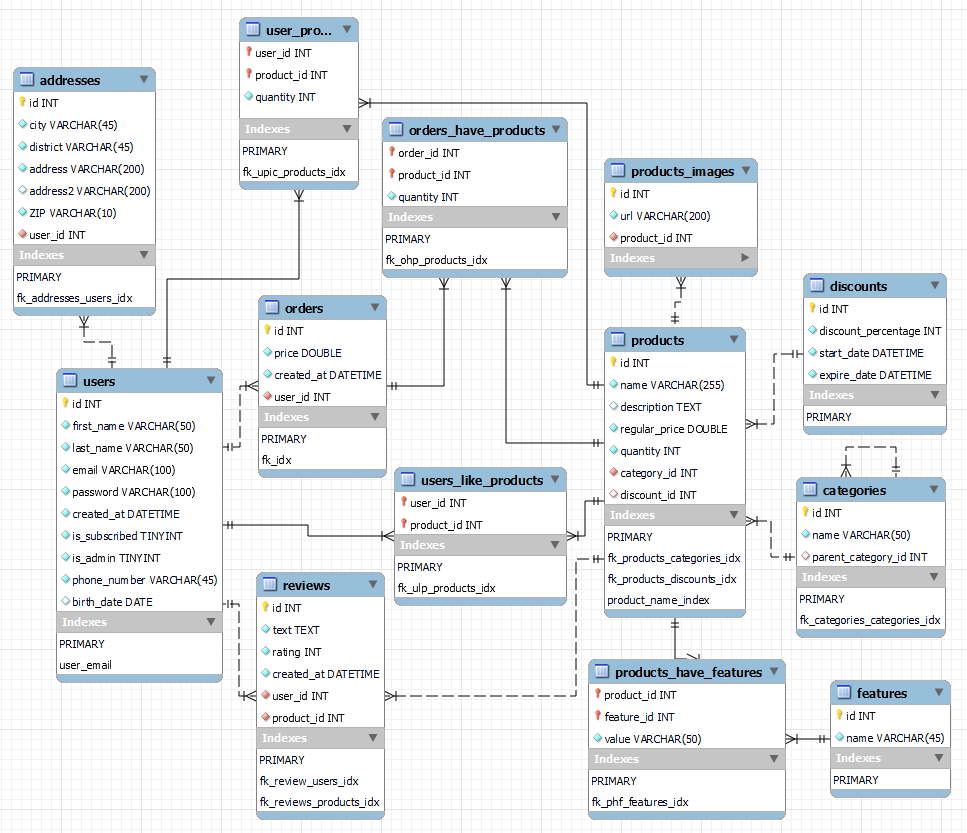 user_pro...
user_id INT
product_id INT
quantity INT
Indexes
PRIMARY
fk_upic_products_idx
addresses
id INT
city VARCHAR(45)
district VARCHAR(45)
address VARCHAR(200)
address2 VARCHAR(200)
ZIP VARCHAR(10)
user_id INT
Indexes
PRIMARY
fk_addresses_users_idx
orders_have_products
order_id INT
product_id INT
quantity INT
Indexes
PRIMARY
fk_ohp_products_idx
products_images
id INT
url VARCHAR(200)
product_id INT
Indexes
discounts
id INT
discount_percentage INT
start_date DATETIME
expire_date DATETIME
Indexes
PRIMARY
orders
id INT
price DOUBLE
created_at DATETIME
user_id INT
Indexes
PRIMARY
fk_idx
products
id INT
name VARCHAR(255)
description TEXT
regular_price DOUBLE
quantity INT
category_id INT
discount_id INT
Indexes
PRIMARY
fk_products_categories_idx
fk_products_discounts_idx
product_name_index
users
id INT
first_name VARCHAR(50)
last_name VARCHAR(50)
email VARCHAR(100)
password VARCHAR(100)
created_at DATETIME
is_subscribed TINYINT
is_admin TINYINT
phone_number VARCHAR(45)
birth_date DATE
Indexes
PRIMARY
user_email
users_like_products
user_id INT
product_id INT
Indexes
PRIMARY
fk_ulp_products_idx
categories
id INT
name VARCHAR(50)
parent_category_id INT
Indexes
PRIMARY
fk_categories_categories_idx
reviews
id INT
text TEXT
rating INT
created_at DATETIME
user_id INT
product_id INT
Indexes
PRIMARY
fk_review_users_idx
fk_reviews_products_idx
products_have_features
product_id INT
feature_id INT
value VARCHAR(50)
Indexes
PRIMARY
fk_phf_features_idx
features
id INT
name VARCHAR(45)
Indexes
PRIMARY